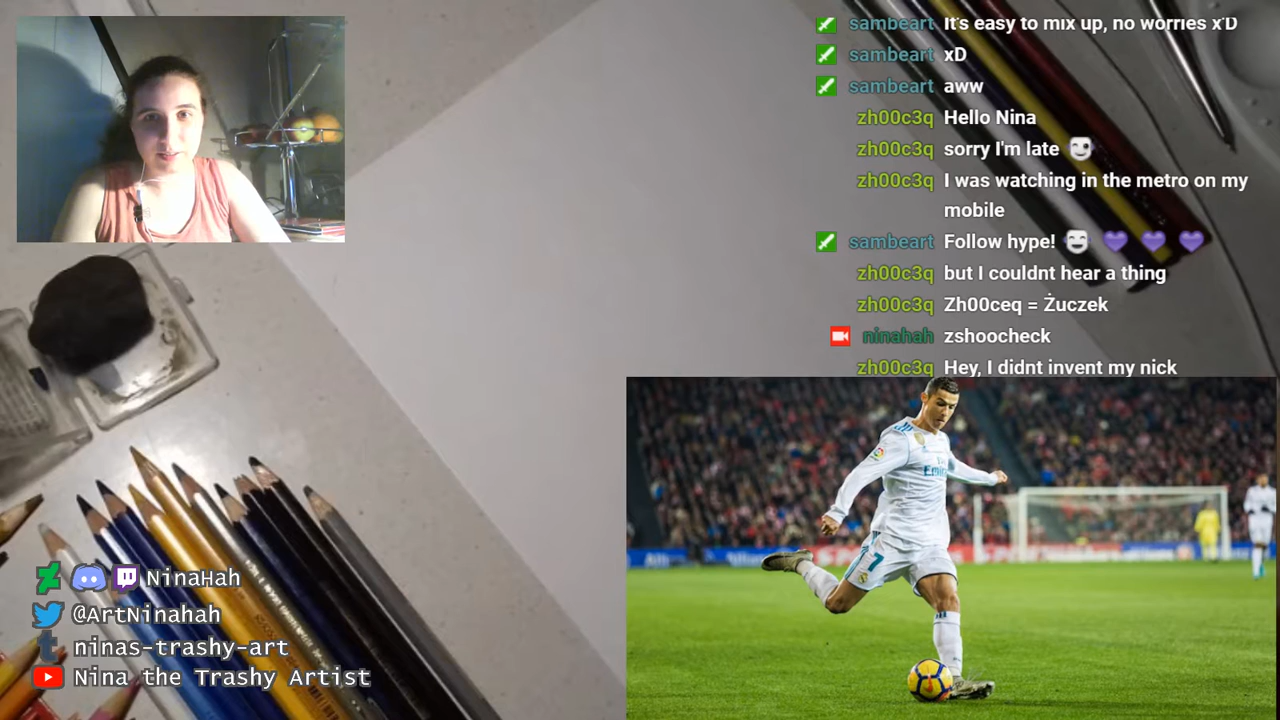 sambeart It's easy to mix up, no worries x'D
sambeart xD
sambeart aww
zh00c3q Hello Nina
zh00c3q sorry I'm late
zh00c3q I was watching in the metro on my
mobile
sambeart Follow hype!
zh00c3q but I couldnt hear a thing
zh00c3q Zh00ceq = Żuczek
ninahah zshoocheck
zh00c3q Hey, I didnt invent my nick
NinaHah
@ArtNinahah
ninas-trashy-art
Nina the Trashy Artist
7